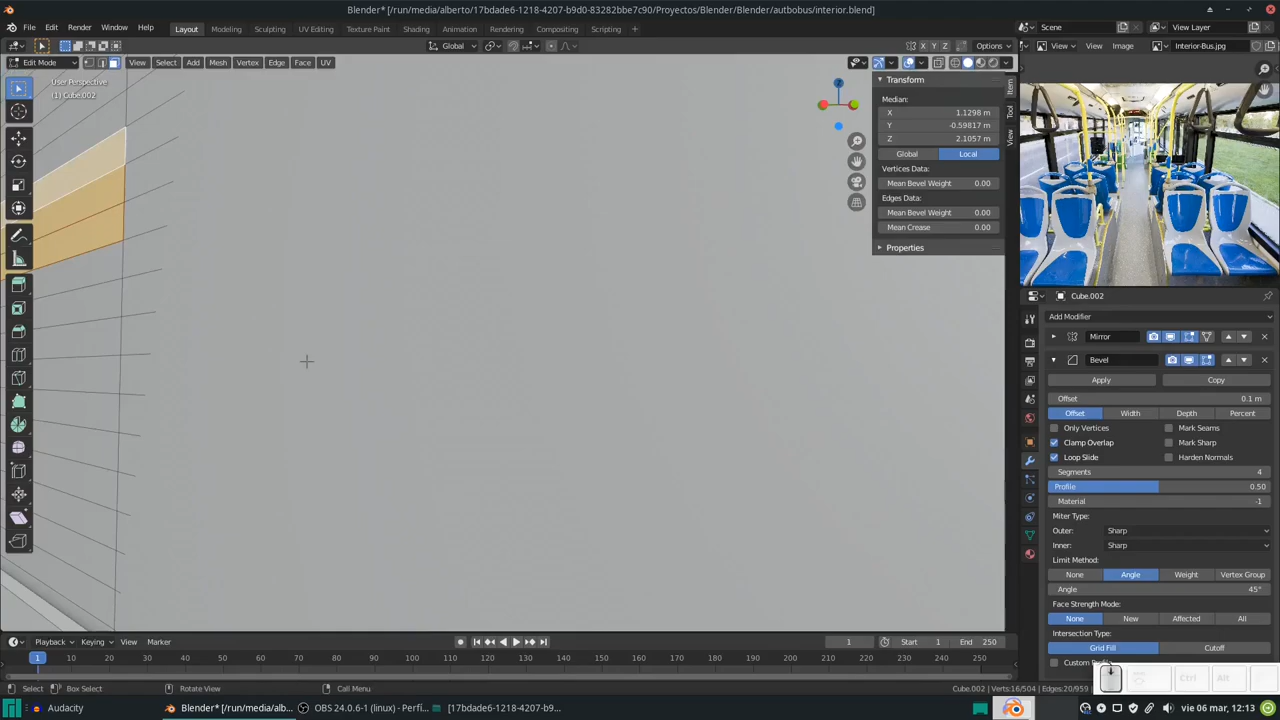 Blender* [/run/media/alberto/17bdade6-1218-4207-b9d0-83282bbe7c90/Proyectos/Blender/Blender/autbobus/interior.blend]
File Edit Render Window Help Layout Modeling Sculpting UV Editing Texture Paint Shading Animation Rendering Compositing Scripting
Scene View Layer
Global X Y Z Options
View View Image Interior-Bus.jpg
Edit Mode View Select Add Mesh Vertex Edge Face UV
User Perspective
(1) Cube.002
Transform
Median:
X 1.1298 m
Y -0.59817 m
Z 2.1057 m
Global Local
Vertices Data:
Mean Bevel Weight 0.00
Edges Data:
Mean Bevel Weight 0.00
Mean Crease 0.00
Properties
Item
Tool
View
Cube.002
Add Modifier
Mirror
Bevel
Apply Copy
Offset 0.1 m
Offset Width Depth Percent
Only Vertices Mark Seams
Clamp Overlap Mark Sharp
Loop Slide Harden Normals
Segments 4
Profile 0.50
Material -1
Miter Type:
Outer: Sharp
Inner: Sharp
Limit Method:
None Angle Weight Vertex Group
Angle 45°
Face Strength Mode:
None New Affected All
Intersection Type:
Grid Fill Cutoff
Ctrl Alt
Playback Keying View Marker
1 Start 1 End 250
1 10 20 30 40 50 60 70 80 90 100 110 120 130 140 150 160 170 180 190 200 210 220 230 240 250
Select Box Select Rotate View Call Menu
Cube.002 | Verts:16/504 | Edges:20/959
Audacity Blender* [/run/media/alb... OBS 24.0.6-1 (linux) - Perfi... [17bdade6-1218-4207-b9... vie 06 mar, 12:13